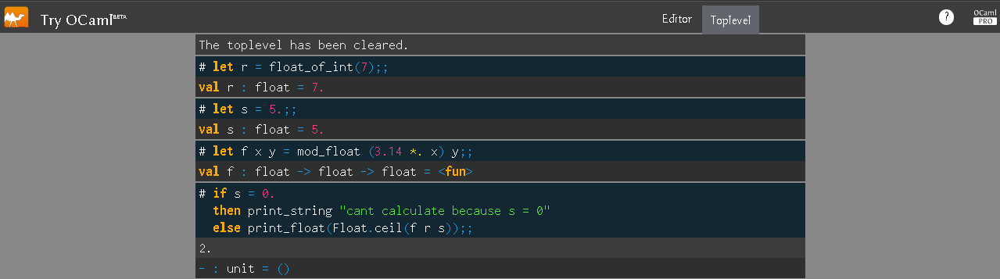 Try OCaml BETA
Editor
Toplevel
?
OCaml
PRO
The toplevel has been cleared.
# let r = float_of_int(7);;
val r : float = 7.
# let s = 5.;;
val s : float = 5.
# let f x y = mod_float (3.14 *. x) y;;
val f : float -> float -> float = <fun>
# if s = 0.
then print_string "cant calculate because s = 0"
else print_float(Float.ceil(f r s));;
2.
- : unit = ()